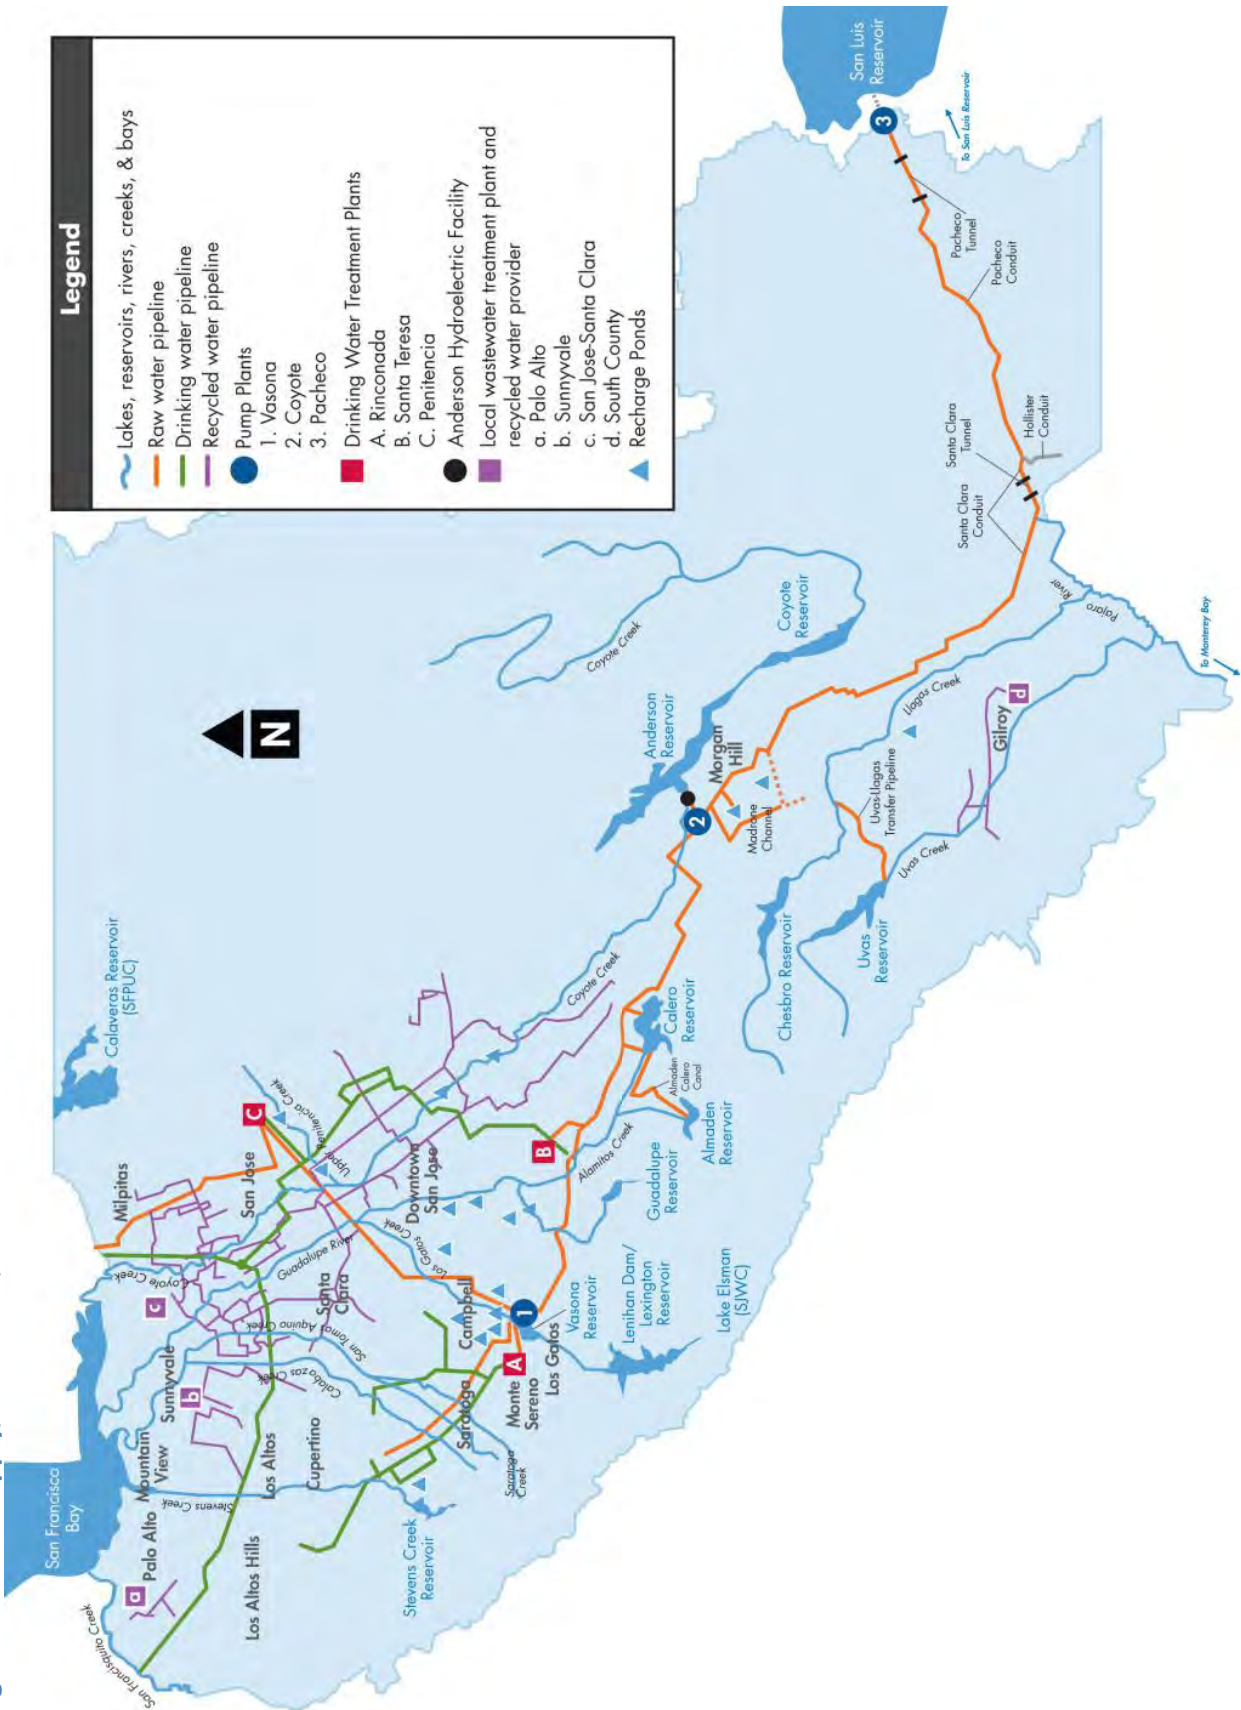 Legend
Lakes, reservoirs, rivers, creeks, & bays
Raw water pipeline
Drinking water pipeline
Recycled water pipeline
Pump Plants
1. Vasona
2. Coyote
3. Pacheco
Drinking Water Treatment Plants
A. Rinconada
B. Santa Teresa
C. Penitencia
Anderson Hydroelectric Facility
Local wastewater treatment plant and
recycled water provider
a. Palo Alto
b. Sunnyvale
c. San Jose-Santa Clara
d. South County
Recharge Ponds
N
San Francisco
Bay
San Francisquito Creek
a
Palo Alto
Mountain
View
Stevens Creek
Los Altos Hills
Los Altos
Sunnyvale
b
c
Cupertino
Calabazas Creek
San Tomas Aquino Creek
Santa
Clara
Guadalupe River
Coyote Creek
Milpitas
San Jose
C
Calaveras Reservoir
(SFPUC)
Upper Penitencia Creek
Downtown
San Jose
Los Gatos Creek
Campbell
Saratoga
Saratoga
Creek
Stevens Creek
Reservoir
Monte
Sereno
A
1
Los Gatos
Vasona
Reservoir
Lenihan Dam/
Lexington
Reservoir
Lake Elsman
(SJWC)
B
Alamitos Creek
Guadalupe
Reservoir
Almaden
Reservoir
Almaden
Calero
Canal
Calero
Reservoir
Coyote Creek
Chesbro Reservoir
Uvas
Reservoir
2
Anderson
Reservoir
Morgan
Hill
Madrone
Channel
Coyote Creek
Coyote
Reservoir
Uvas-Llagas
Transfer Pipeline
Uvas Creek
Llagas Creek
Gilroy
d
Pajaro
River
To Monterey Bay
Santa Clara
Conduit
Santa Clara
Tunnel
Hollister
Conduit
Pacheco
Conduit
Pacheco
Tunnel
To San Luis Reservoir
3
San Luis
Reservoir